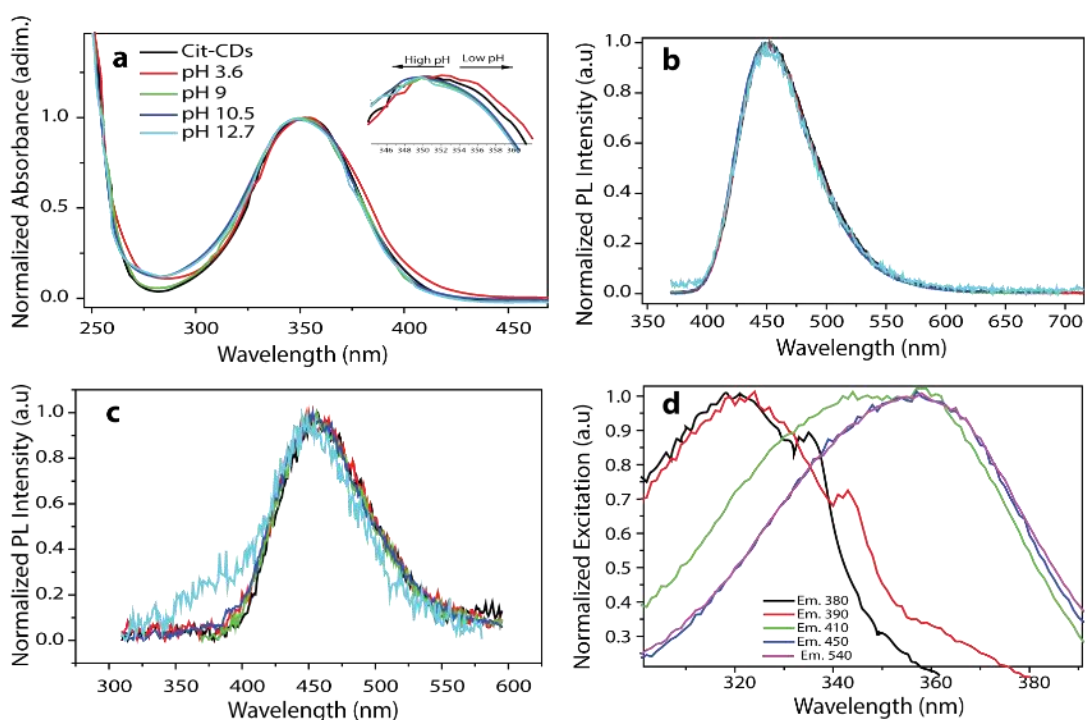 a
Cit-CDs
pH 3.6
pH 9
pH 10.5
pH 12.7
High pH Low pH
346 348 350 352 354 356 358 360
1.0
0.5
0.0
Normalized Absorbance (adim.)
250 300 350 400 450
Wavelength (nm)
b
1.0
0.8
0.6
0.4
0.2
0.0
Normalized PL Intensity (a.u)
350 400 450 500 550 600 650 700
Wavelength (nm)
c
1.0
0.8
0.6
0.4
0.2
0.0
Normalized PL Intensity (a.u
300 350 400 450 500 550 600
Wavelength (nm)
d
1.0
0.9
0.8
0.7
0.6
0.5
0.4
0.3
Normalized Excitation (a.u)
Em. 380
Em. 390
Em. 410
Em. 450
Em. 540
320 340 360 380
Wavelength (nm)